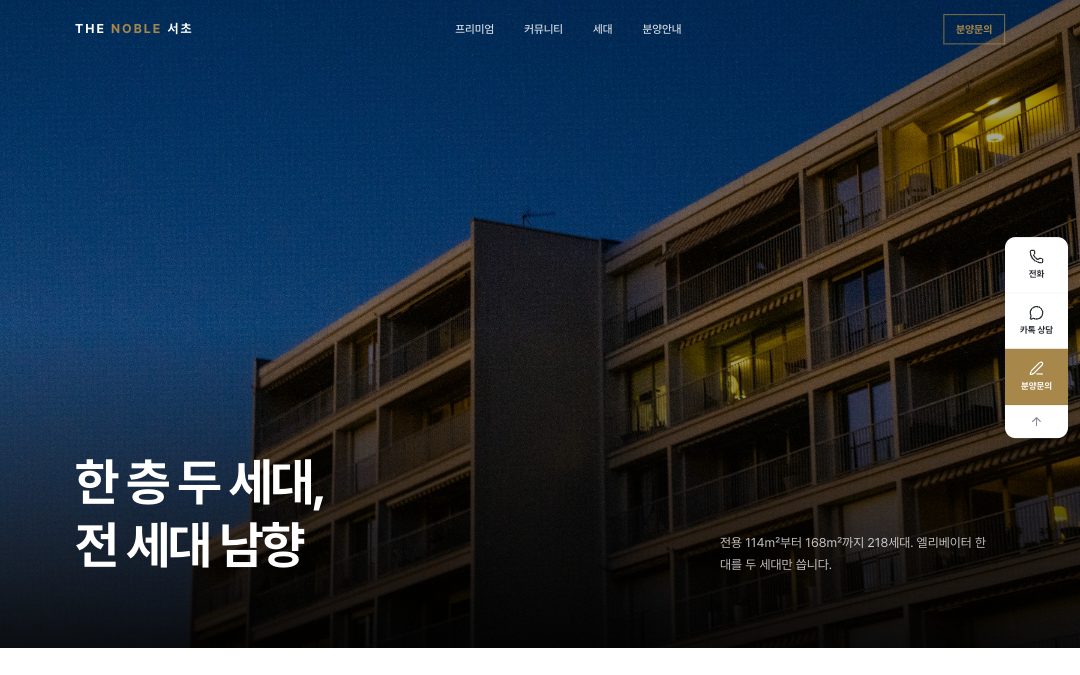 THE NOBLE 서초
프리미엄 커뮤니티 세대 분양안내
분양문의
전화
카톡 상담
분양문의
한 층 두 세대,
전 세대 남향
전용 114m²부터 168m²까지 218세대. 엘리베이터 한
대를 두 세대만 씁니다.